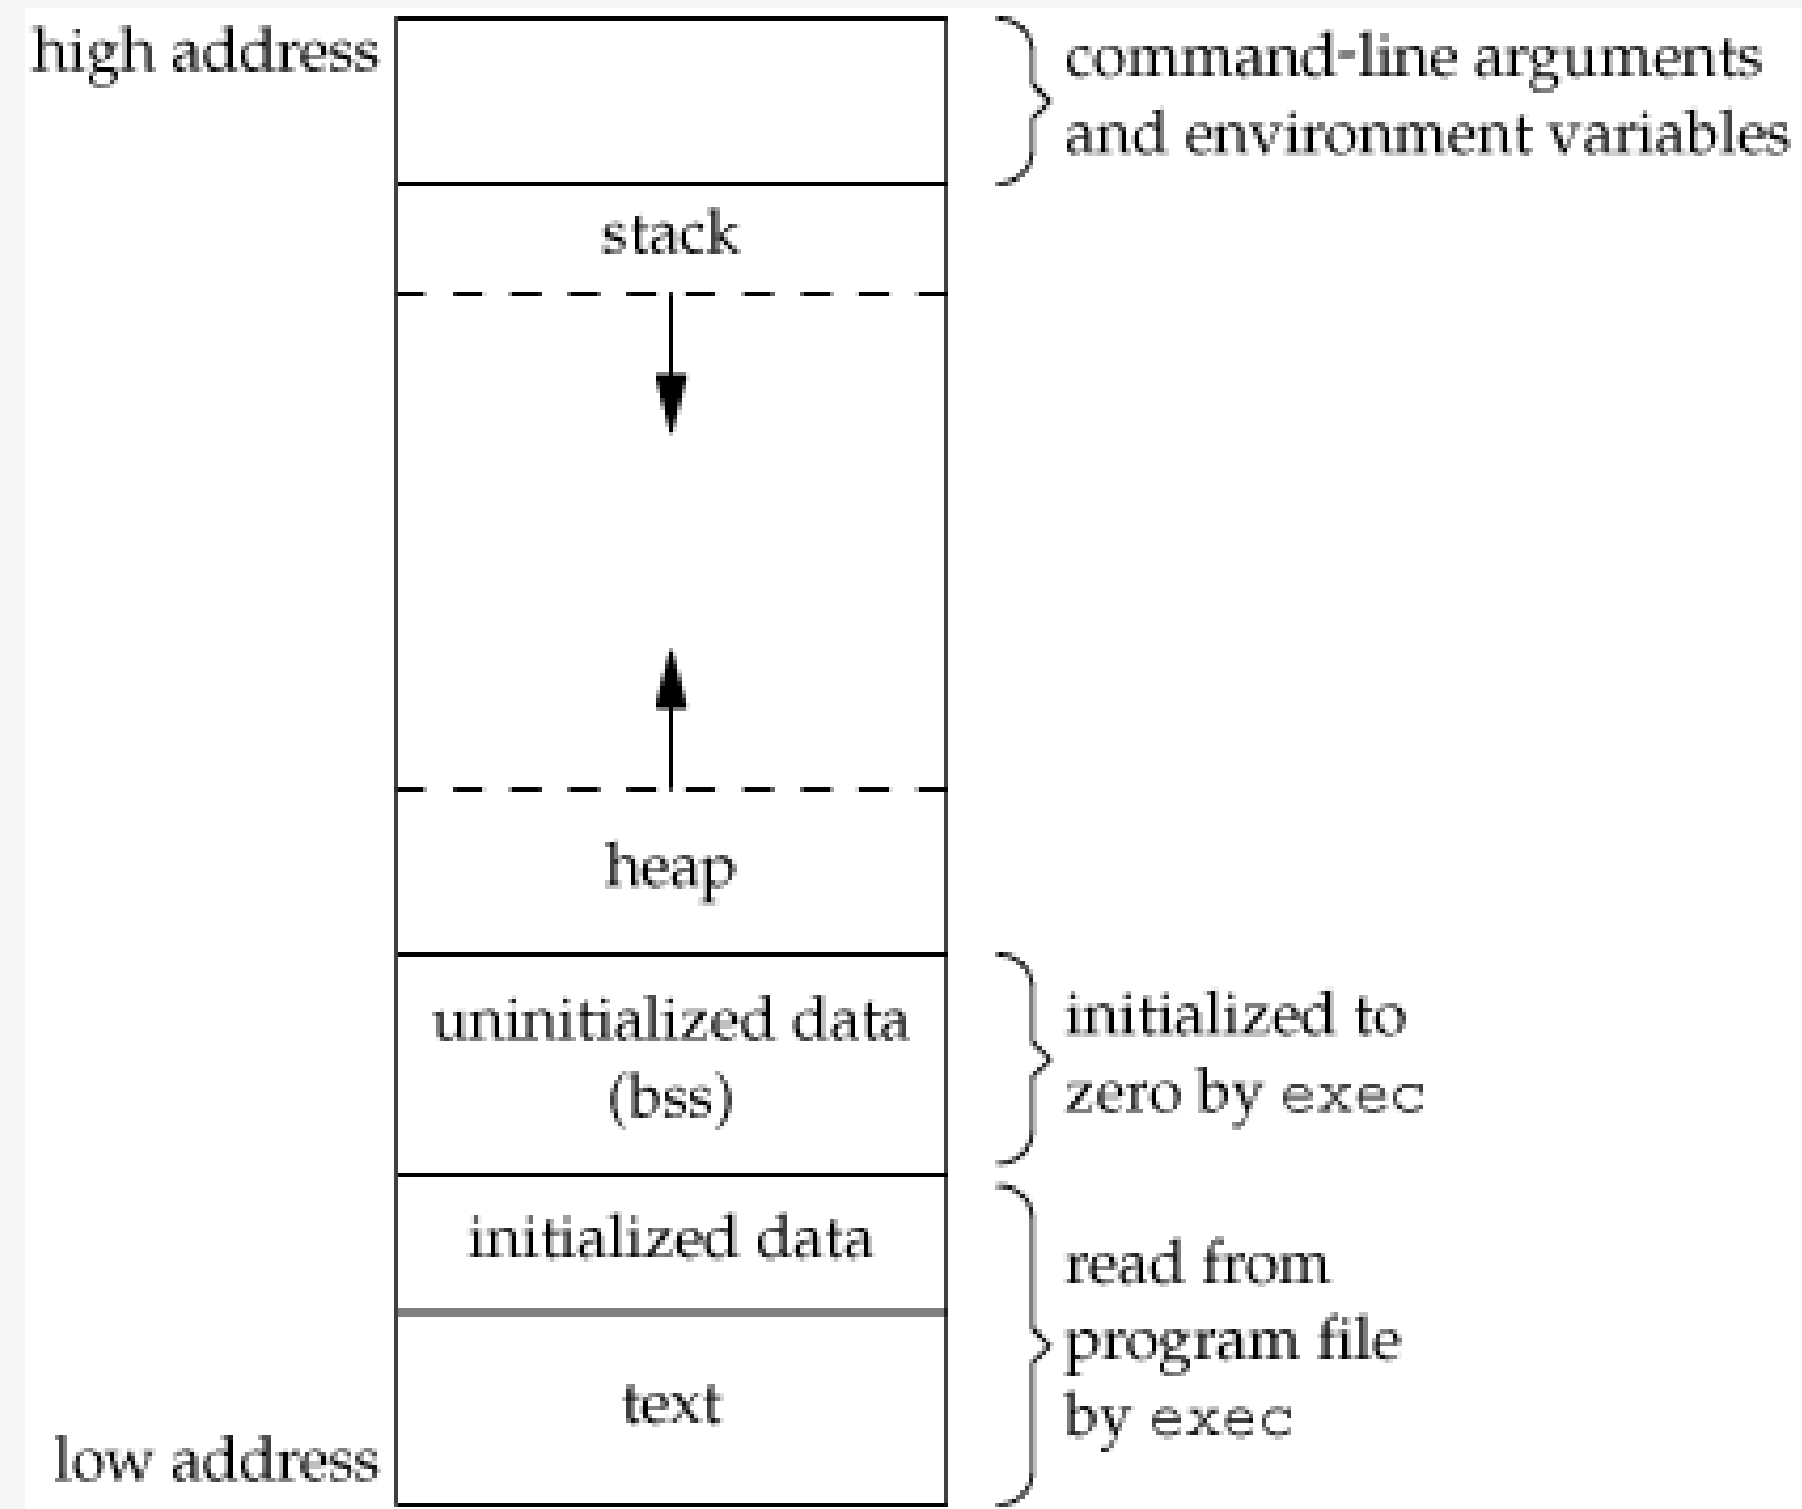 high address
command-line arguments
and environment variables
stack
heap
uninitialized data
(bss)
initialized to
zero by exec
initialized data
read from
program file
by exec
text
low address